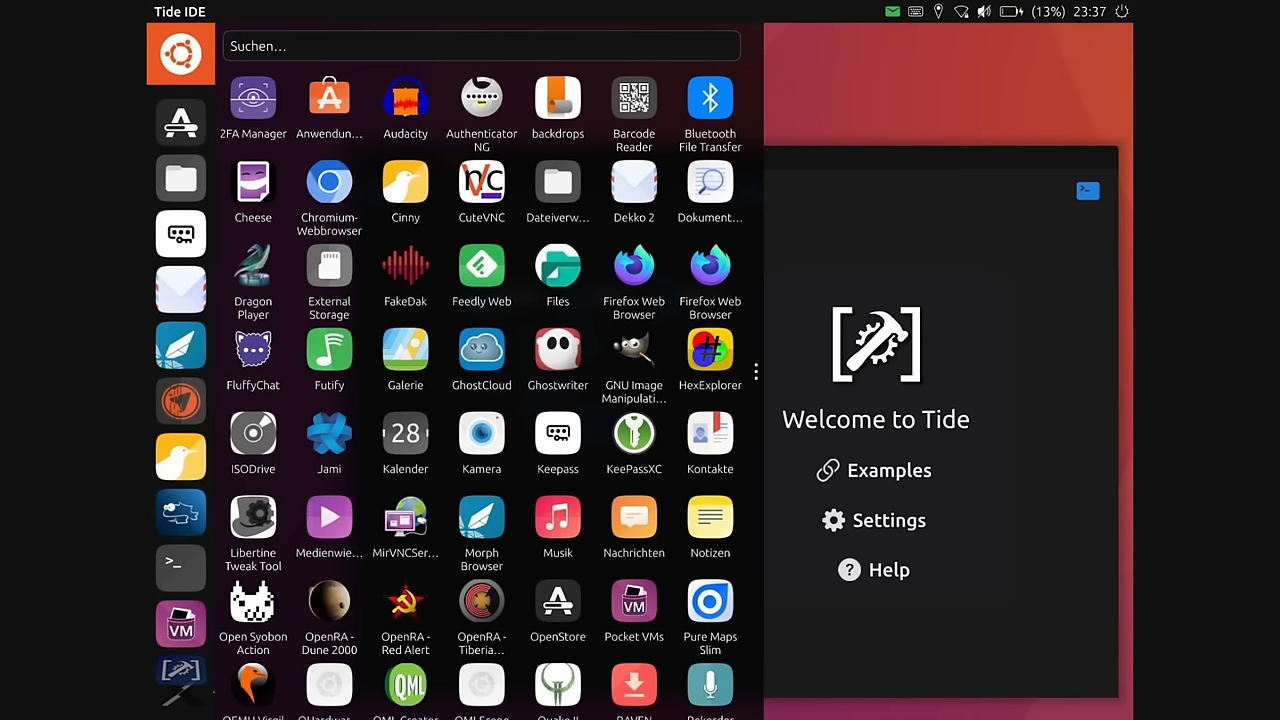 Tide IDE
(13%) 23:37
Suchen...
2FA Manager
Anwendun...
Audacity
Authenticator
NG
backdrops
Barcode
Reader
Bluetooth
File Transfer
Cheese
Chromium-
Webbrowser
Cinny
CuteVNC
Dateiverw...
Dekko 2
Dokument...
Dragon
Player
External
Storage
FakeDak
Feedly Web
Files
Firefox Web
Browser
Firefox Web
Browser
FluffyChat
Futify
Galerie
GhostCloud
Ghostwriter
GNU Image
Manipulati...
HexExplorer
28
ISODrive
Jami
Kalender
Kamera
Keepass
KeePassXC
Kontakte
Libertine
Tweak Tool
Medienwie...
MirVNCSer...
Morph
Browser
Musik
Nachrichten
Notizen
VM
VM
Open Syobon
Action
OpenRA -
Dune 2000
OpenRA -
Red Alert
OpenRA -
Tiberia...
OpenStore
Pocket VMs
Pure Maps
Slim
QML
Welcome to Tide
Examples
Settings
Help